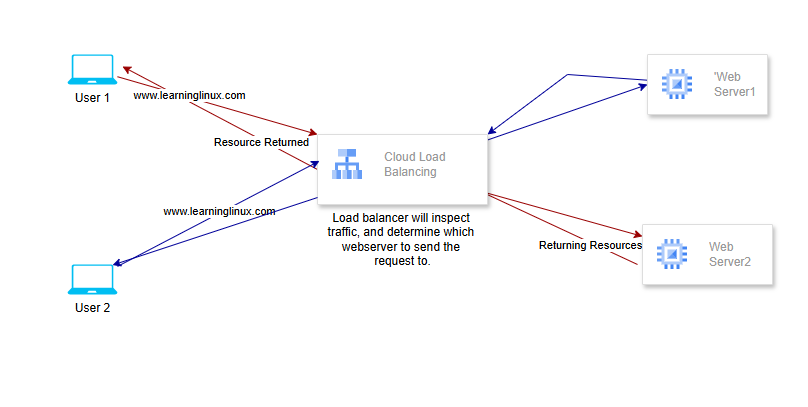 User 1
www.learninglinux.com
Resource Returned
Cloud Load
Balancing
'Web
Server1
www.learninglinux.com
Load balancer will inspect
traffic, and determine which
webserver to send the
request to.
Returning Resources
Web
Server2
User 2